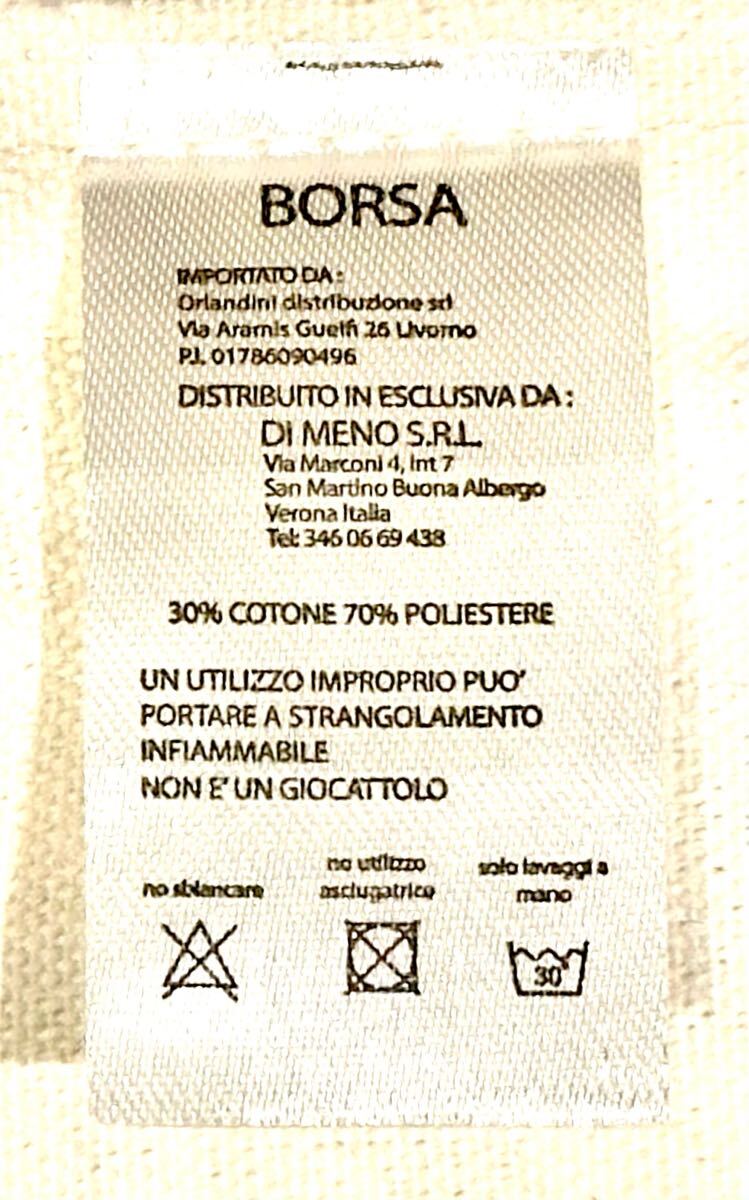 BORSA
IMPORTATO DA :
Orlandini distribuzione srl
Via Aramis Guelfi 26 Livorno
P.I. 01786090496
DISTRIBUITO IN ESCLUSIVA DA :
DI MENO S.R.L.
Via Marconi 4, Int 7
San Martino Buona Albergo
Verona Italia
Tel: 346 06 69 438
30% COTONE 70% POLIESTERE
UN UTILIZZO IMPROPRIO PUO'
PORTARE A STRANGOLAMENTO
INFIAMMABILE
NON E' UN GIOCATTOLO
no sbiancare
no utilizzo
asciugatrice
solo lavaggi a
mano
30°